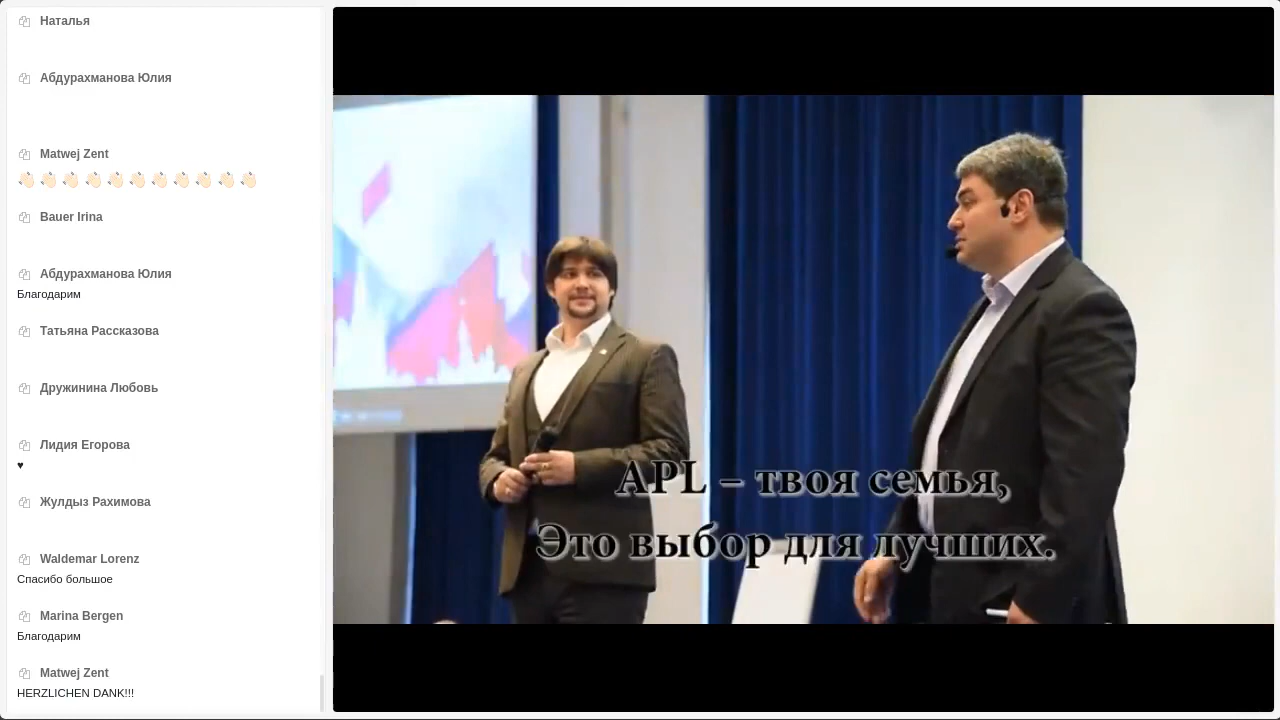 Наталья
Абдурахманова Юлия
Matwej Zent
👏🏻👏🏻👏🏻👏🏻👏🏻👏🏻👏🏻👏🏻👏🏻👏🏻👏🏻
Bauer Irina
Абдурахманова Юлия
Благодарим
Татьяна Рассказова
Дружинина Любовь
Лидия Егорова
♥
Жулдыз Рахимова
Waldemar Lorenz
Спасибо большое
Marina Bergen
Благодарим
Matwej Zent
HERZLICHEN DANK!!!
APL – твоя семья,
Это выбор для лучших.